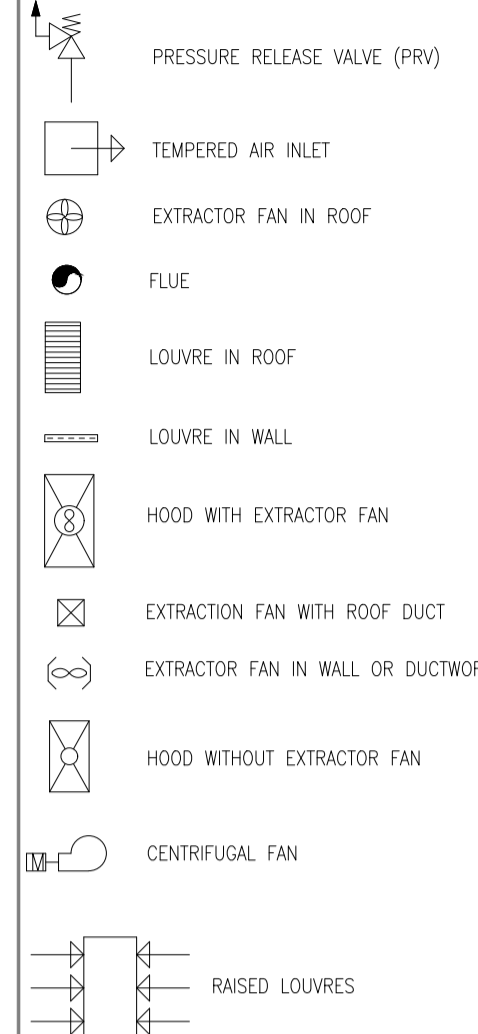 PRESSURE RELEASE VALVE (PRV)
TEMPERED AIR INLET
EXTRACTOR FAN IN ROOF
FLUE
LOUVRE IN ROOF
LOUVRE IN WALL
HOOD WITH EXTRACTOR FAN
EXTRACTION FAN WITH ROOF DUCT
EXTRACTOR FAN IN WALL OR
HOOD WITHOUT EXTRACTOR FAN
M CENTRIFUGAL FAN
RAISED LOUVRES